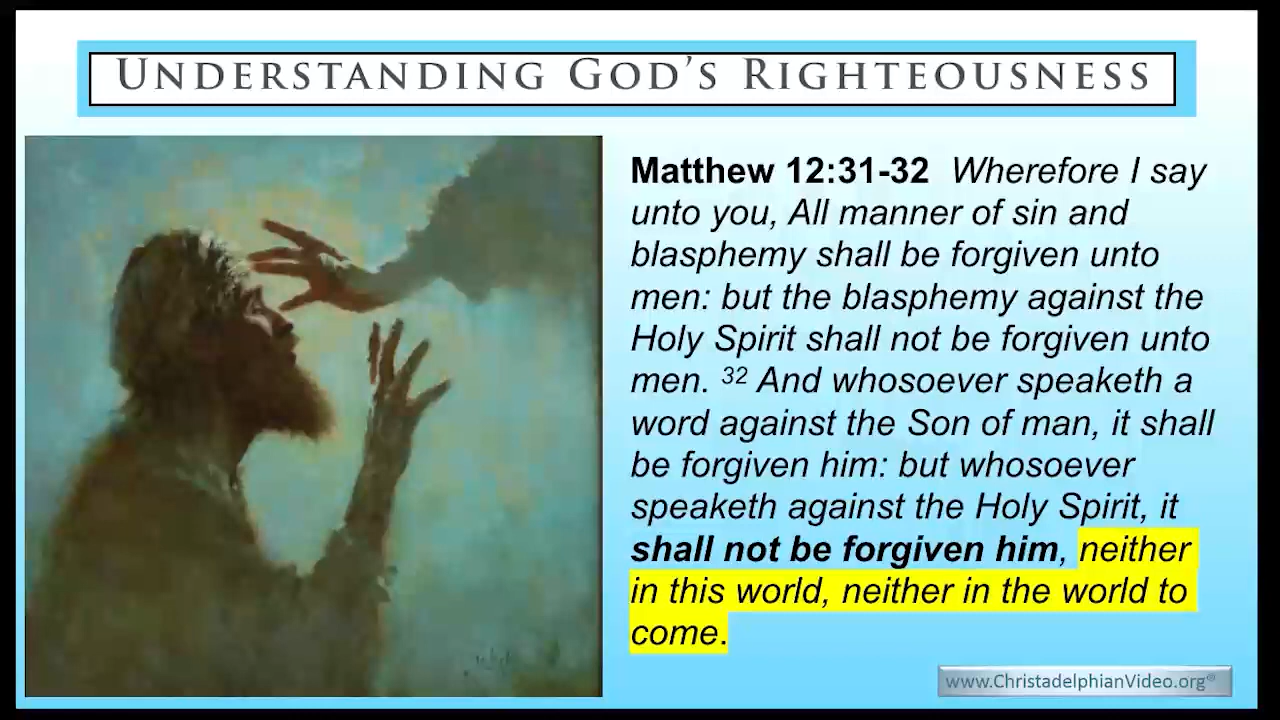 UNDERSTANDING GOD'S RIGHTEOUSNESS
Matthew 12:31-32 Wherefore I say
unto you, All manner of sin and
blasphemy shall be forgiven unto
men: but the blasphemy against the
Holy Spirit shall not be forgiven unto
men. 32 And whosoever speaketh a
word against the Son of man, it shall
be forgiven him: but whosoever
speaketh against the Holy Spirit, it
shall not be forgiven him, neither
in this world, neither in the world to
come.
www.ChristadelphianVideo.org®